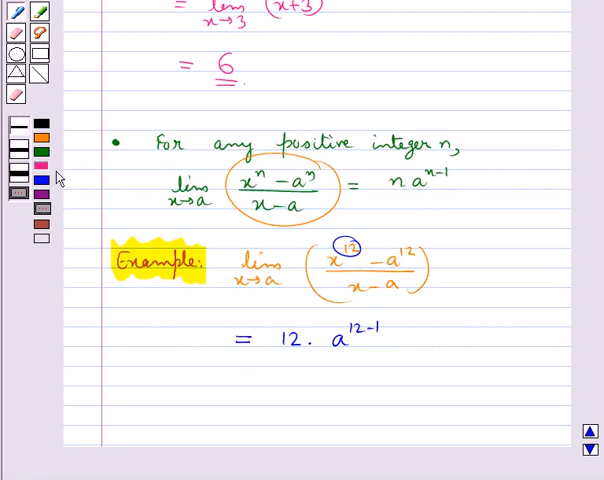 = lim x→3 (x+3)
= 6
• For any positive integer n,
lim x→a (xⁿ − aⁿ)/(x − a) = n aⁿ⁻¹
Example: lim x→a ((x¹² − a¹²)/(x − a))
= 12 . a¹²⁻¹